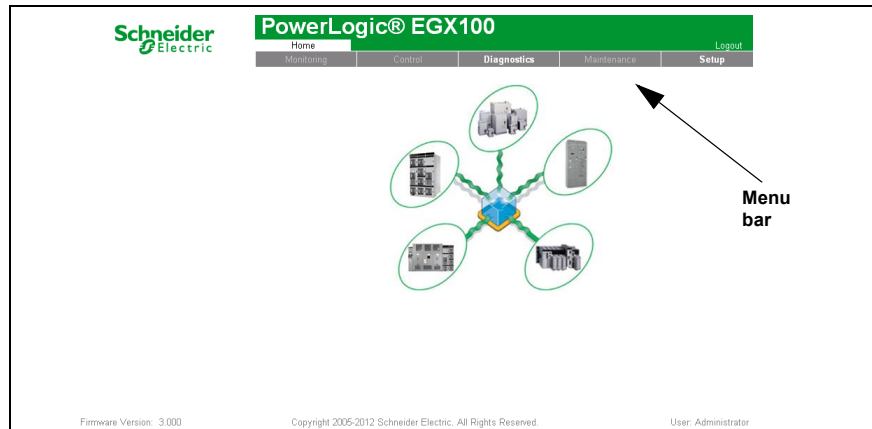 Schneider
Electric
PowerLogic® EGX100
Home
Logout
Monitoring
Control
Diagnostics
Maintenance
Setup
Menu
bar
Firmware Version: 3.000
Copyright 2005-2012 Schneider Electric. All Rights Reserved.
User: Administrator